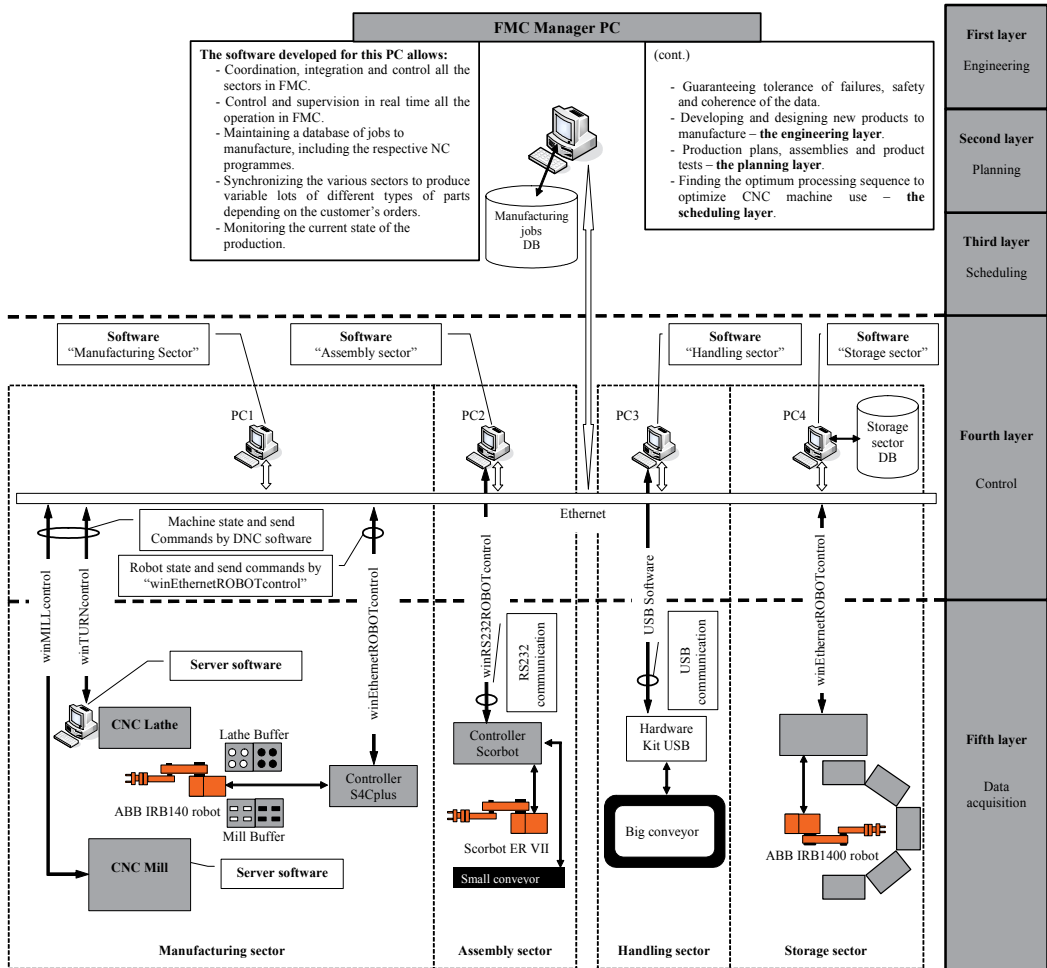 FMC Manager PC
The software developed for this PC allows:
- Coordination, integration and control all the
sectors in FMC.
- Control and supervision in real time all the
operation in FMC.
- Maintaining a database of jobs to
manufacture, including the respective NC
programmes.
- Synchronizing the various sectors to produce
variable lots of different types of parts
depending on the customer's orders.
- Monitoring the current state of the
production.
(cont.)
- Guaranteeing tolerance of failures, safety
and coherence of the data.
- Developing and designing new products to
manufacture – the engineering layer.
- Production plans, assemblies and product
tests – the planning layer.
- Finding the optimum processing sequence to
optimize CNC machine use – the
scheduling layer.
Manufacturing
jobs
DB
First layer
Engineering
Second layer
Planning
Third layer
Scheduling
Software
“Manufacturing Sector”
Software
“Assembly sector”
Software
“Handling sector”
Software
“Storage sector”
PC1
PC2
PC3
PC4
Storage
sector
DB
Fourth layer
Control
Ethernet
Machine state and send
Commands by DNC software
Robot state and send commands by
“winEthernetROBOTcontrol”
winMILLcontrol
winTURNcontrol
winEthernetROBOTcontrol
winRS232ROBOTcontrol
RS232
communication
USB Software
USB
communication
winEthernetROBOTcontrol
Server software
CNC Lathe
Lathe Buffer
ABB IRB140 robot
Mill Buffer
Controller
S4Cplus
CNC Mill
Server software
Controller
Scorbot
Scorbot ER VII
Small conveyor
Hardware
Kit USB
Big conveyor
ABB IRB1400 robot
Fifth layer
Data
acquisition
Manufacturing sector
Assembly sector
Handling sector
Storage sector